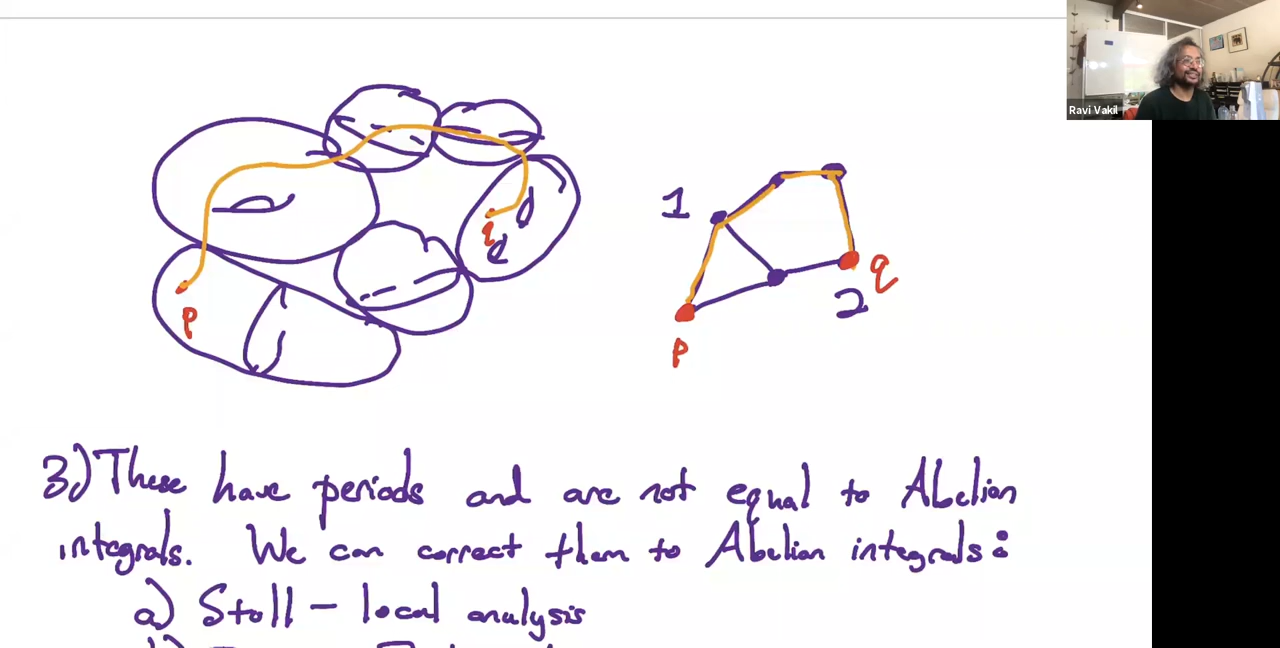 Ravi Vakil
1
q
q
2
p
p
3) These have periods and are not equal to Abelian
integrals. We can correct them to Abelian integrals:
a) Stoll - local analysis